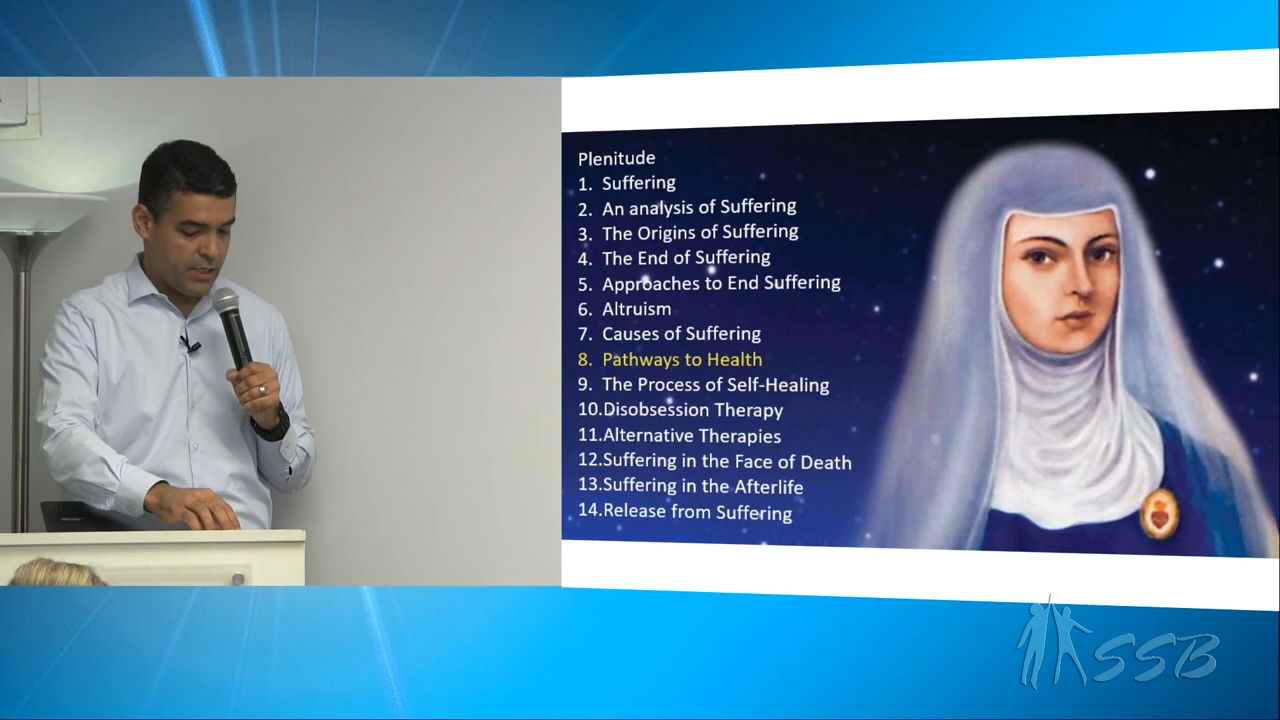 Plenitude
1. Suffering
2. An analysis of Suffering
3. The Origins of Suffering
4. The End of Suffering
5. Approaches to End Suffering
6. Altruism
7. Causes of Suffering
8. Pathways to Health
9. The Process of Self-Healing
10.Disobsession Therapy
11.Alternative Therapies
12.Suffering in the Face of Death
13.Suffering in the Afterlife
14.Release from Suffering
SSB